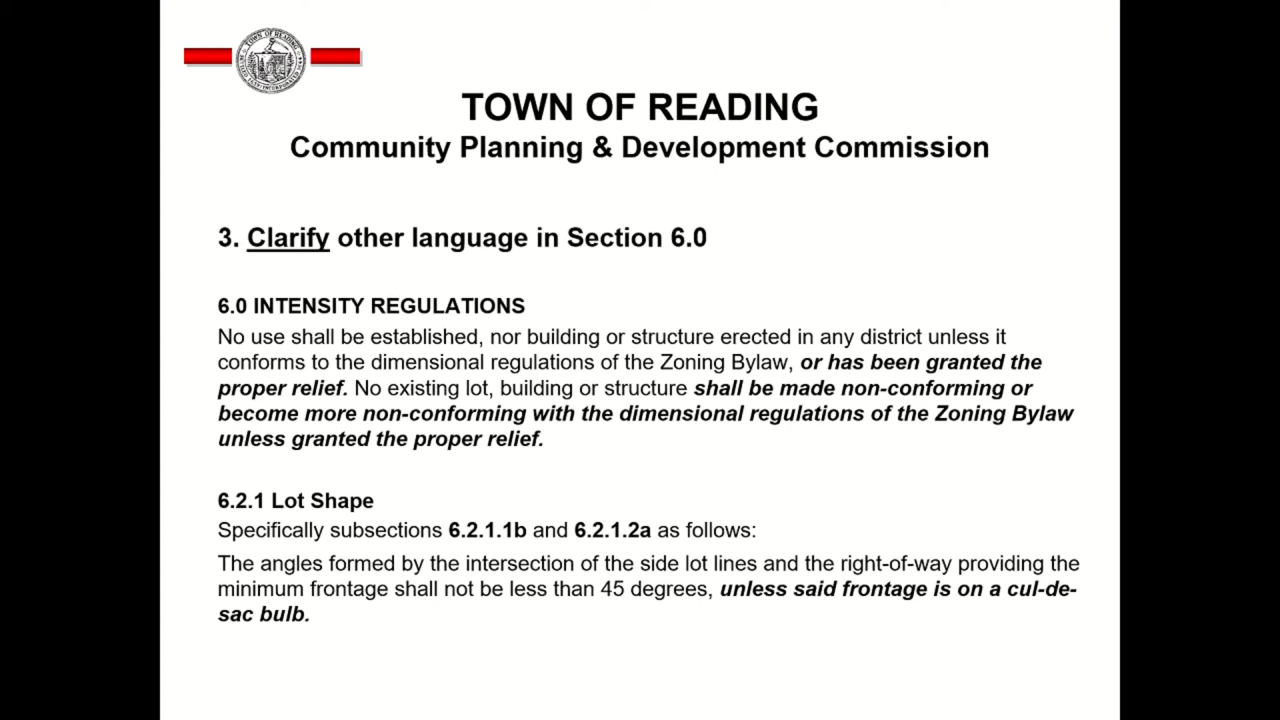 TOWN OF READING
TOWN OF READING
Community Planning & Development Commission
3. Clarify other language in Section 6.0
6.0 INTENSITY REGULATIONS
No use shall be established, nor building or structure erected in any district unless it
conforms to the dimensional regulations of the Zoning Bylaw, or has been granted the
proper relief. No existing lot, building or structure shall be made non-conforming or
become more non-conforming with the dimensional regulations of the Zoning Bylaw
unless granted the proper relief.
6.2.1 Lot Shape
Specifically subsections 6.2.1.1b and 6.2.1.2a as follows:
The angles formed by the intersection of the side lot lines and the right-of-way providing the
minimum frontage shall not be less than 45 degrees, unless said frontage is on a cul-de-
sac bulb.